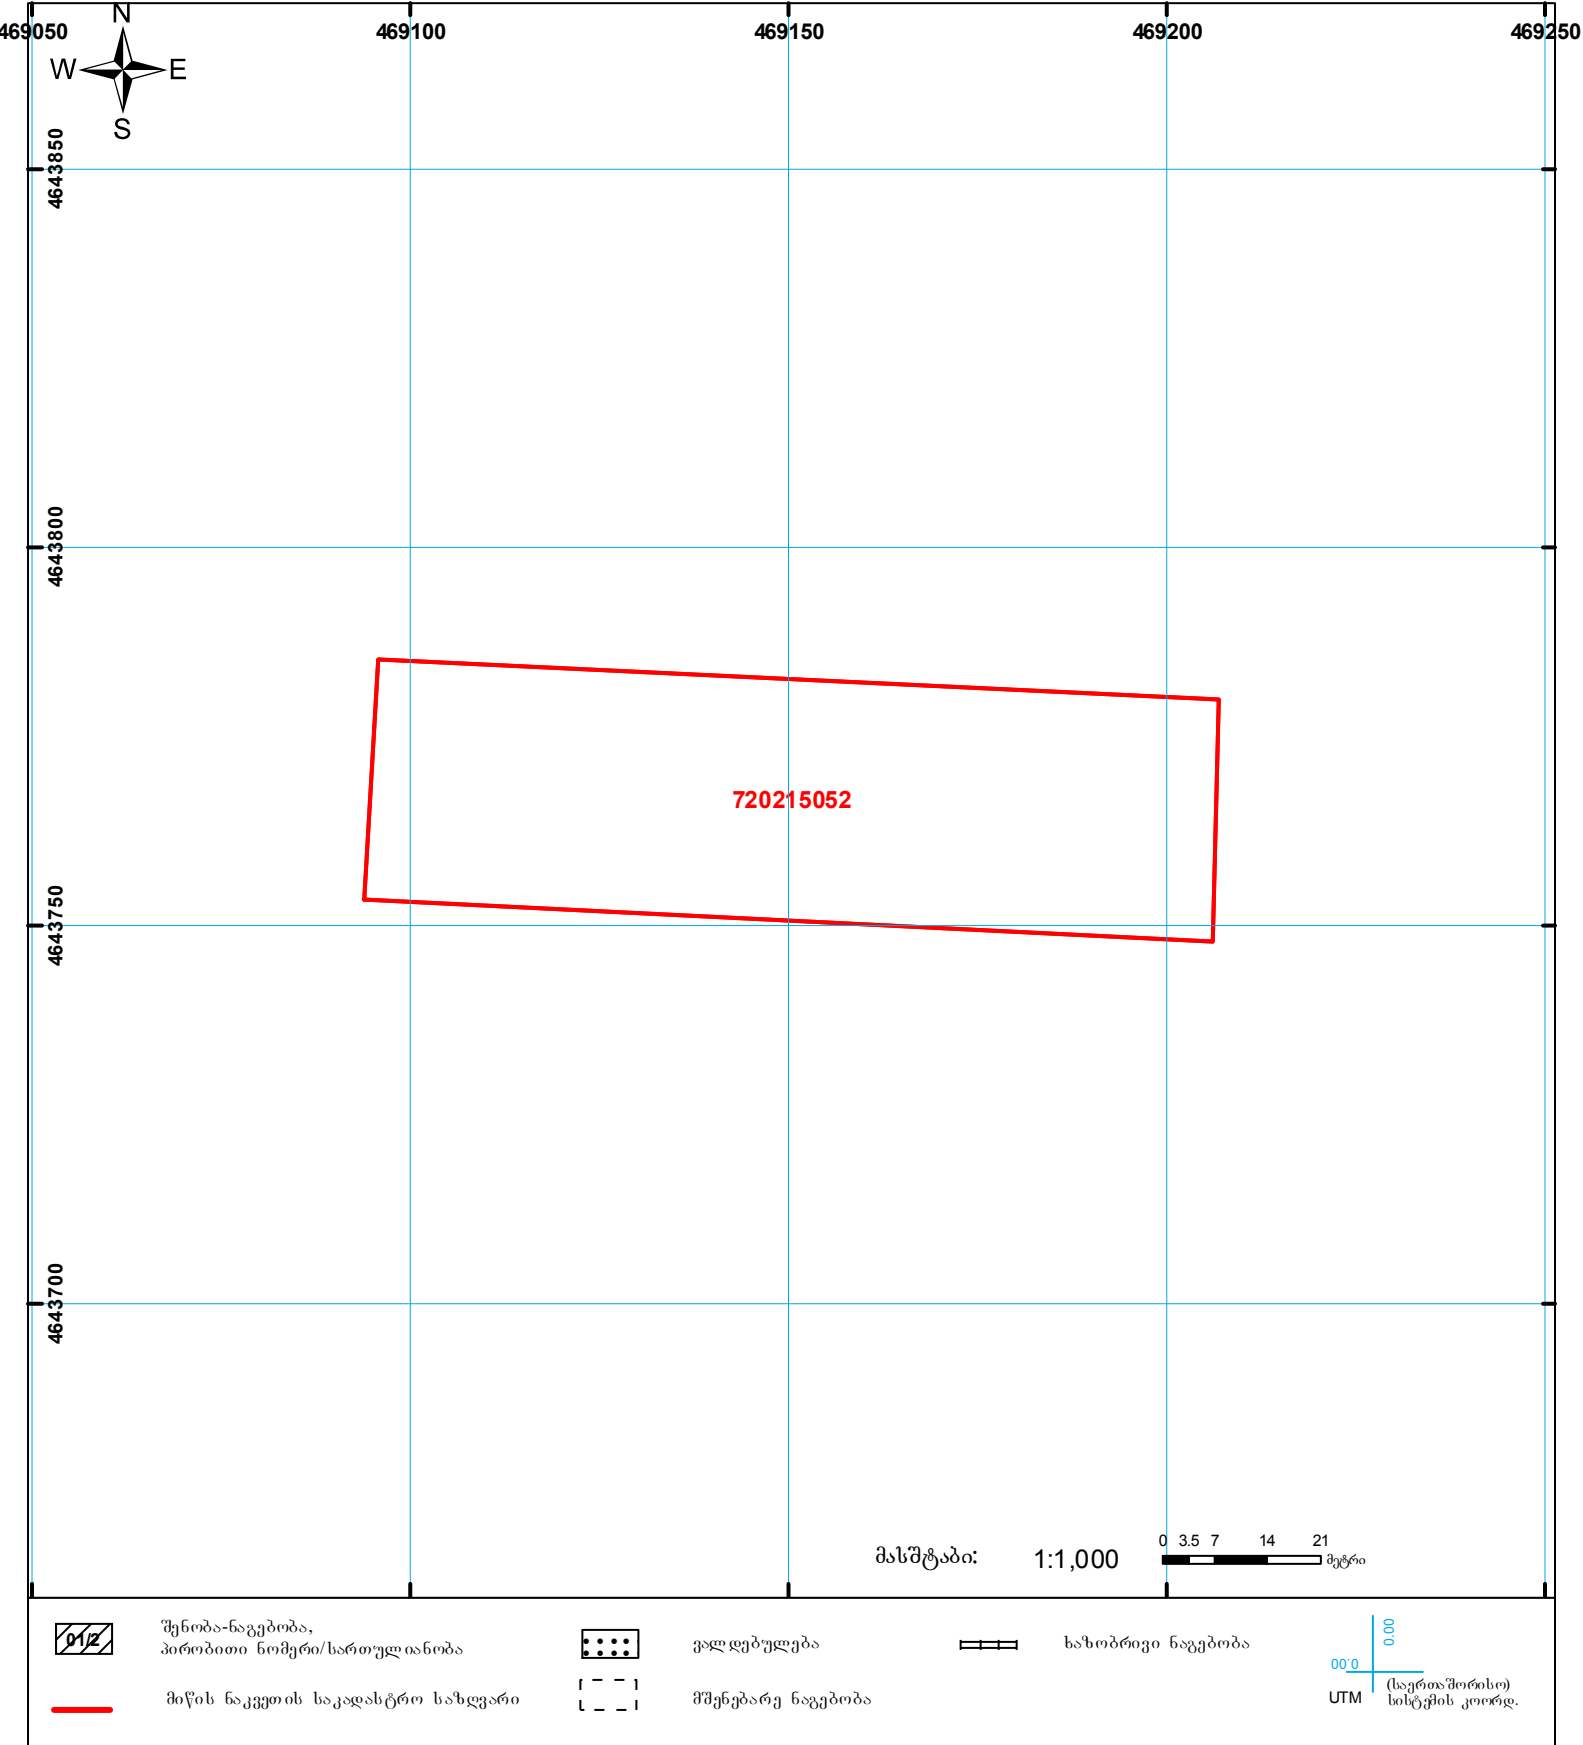 469050 469100 469150 469200 469250
N
W E
S
4643850
4643800
720215052
4643750
4643700
მასშტაბი: 1:1,000
0 3.5 7 14 21
მეტრი
01/2
შენობა-ნაგებობა,
პირობითი ნომერი/სართულიანობა
ვალდებულება
ხაზობრივი ნაგებობა
00.0
00.0
მიწის ნაკვეთის საკადასტრო საზღვარი
მშენებარე ნაგებობა
UTM
(საერთაშორისო)
სისტემის კოორდ.